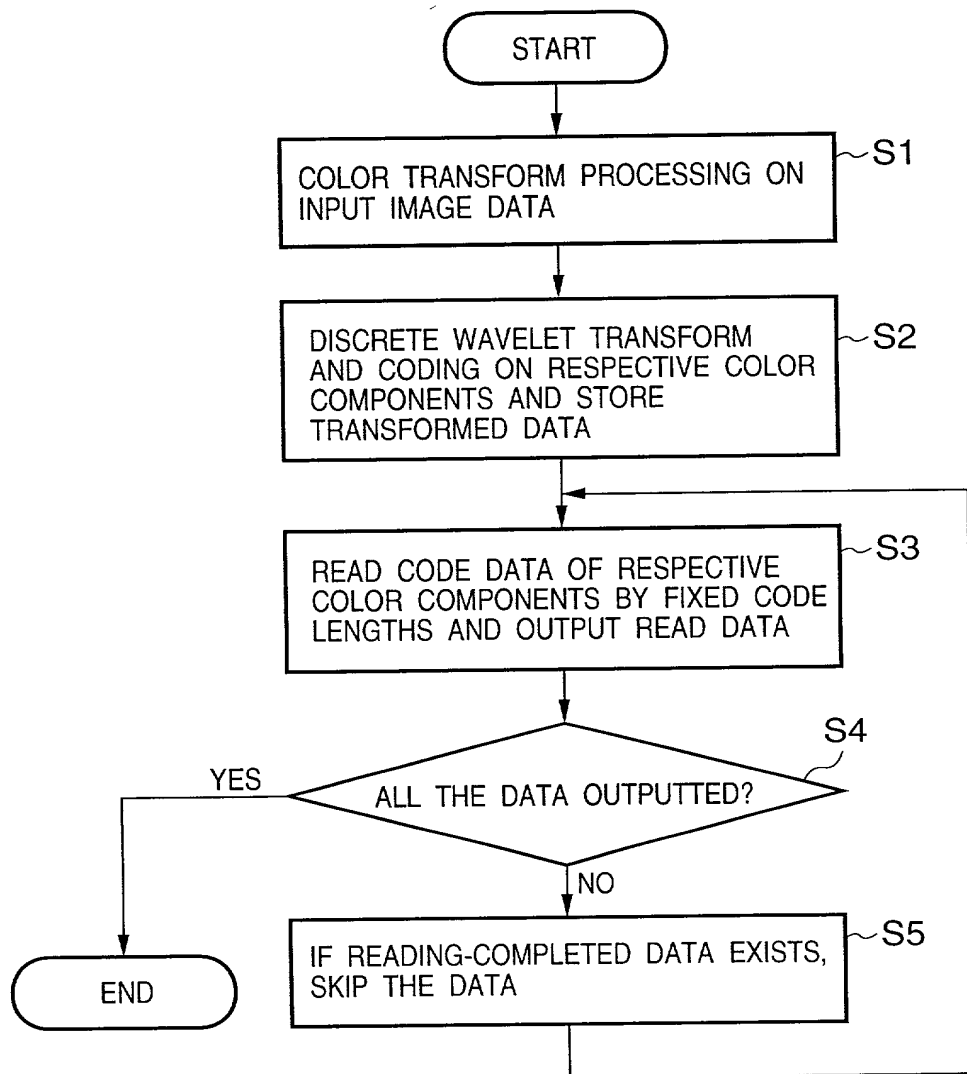 START
S1
COLOR TRANSFORM PROCESSING ON
INPUT IMAGE DATA
S2
DISCRETE WAVELET TRANSFORM
AND CODING ON RESPECTIVE COLOR
COMPONENTS AND STORE
TRANSFORMED DATA
S3
READ CODE DATA OF RESPECTIVE
COLOR COMPONENTS BY FIXED CODE
LENGTHS AND OUTPUT READ DATA
S4
YES
ALL THE DATA OUTPUTTED?
NO
S5
IF READING-COMPLETED DATA EXISTS,
SKIP THE DATA
END